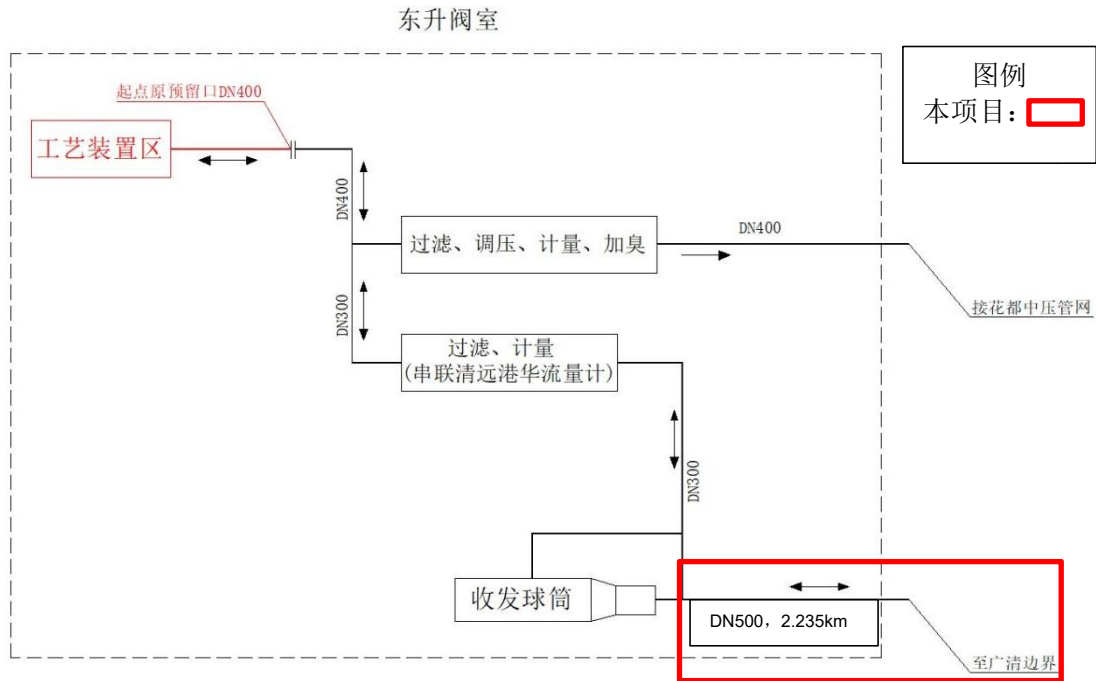 东升阀室
图例
本项目：
起点原预留口DN400
工艺装置区
DN400
过滤、调压、计量、加臭
DN400
接花都中压管网
DN300
过滤、计量
(串联清远港华流量计)
DN300
收发球筒
DN500，2.235km
至广清边界